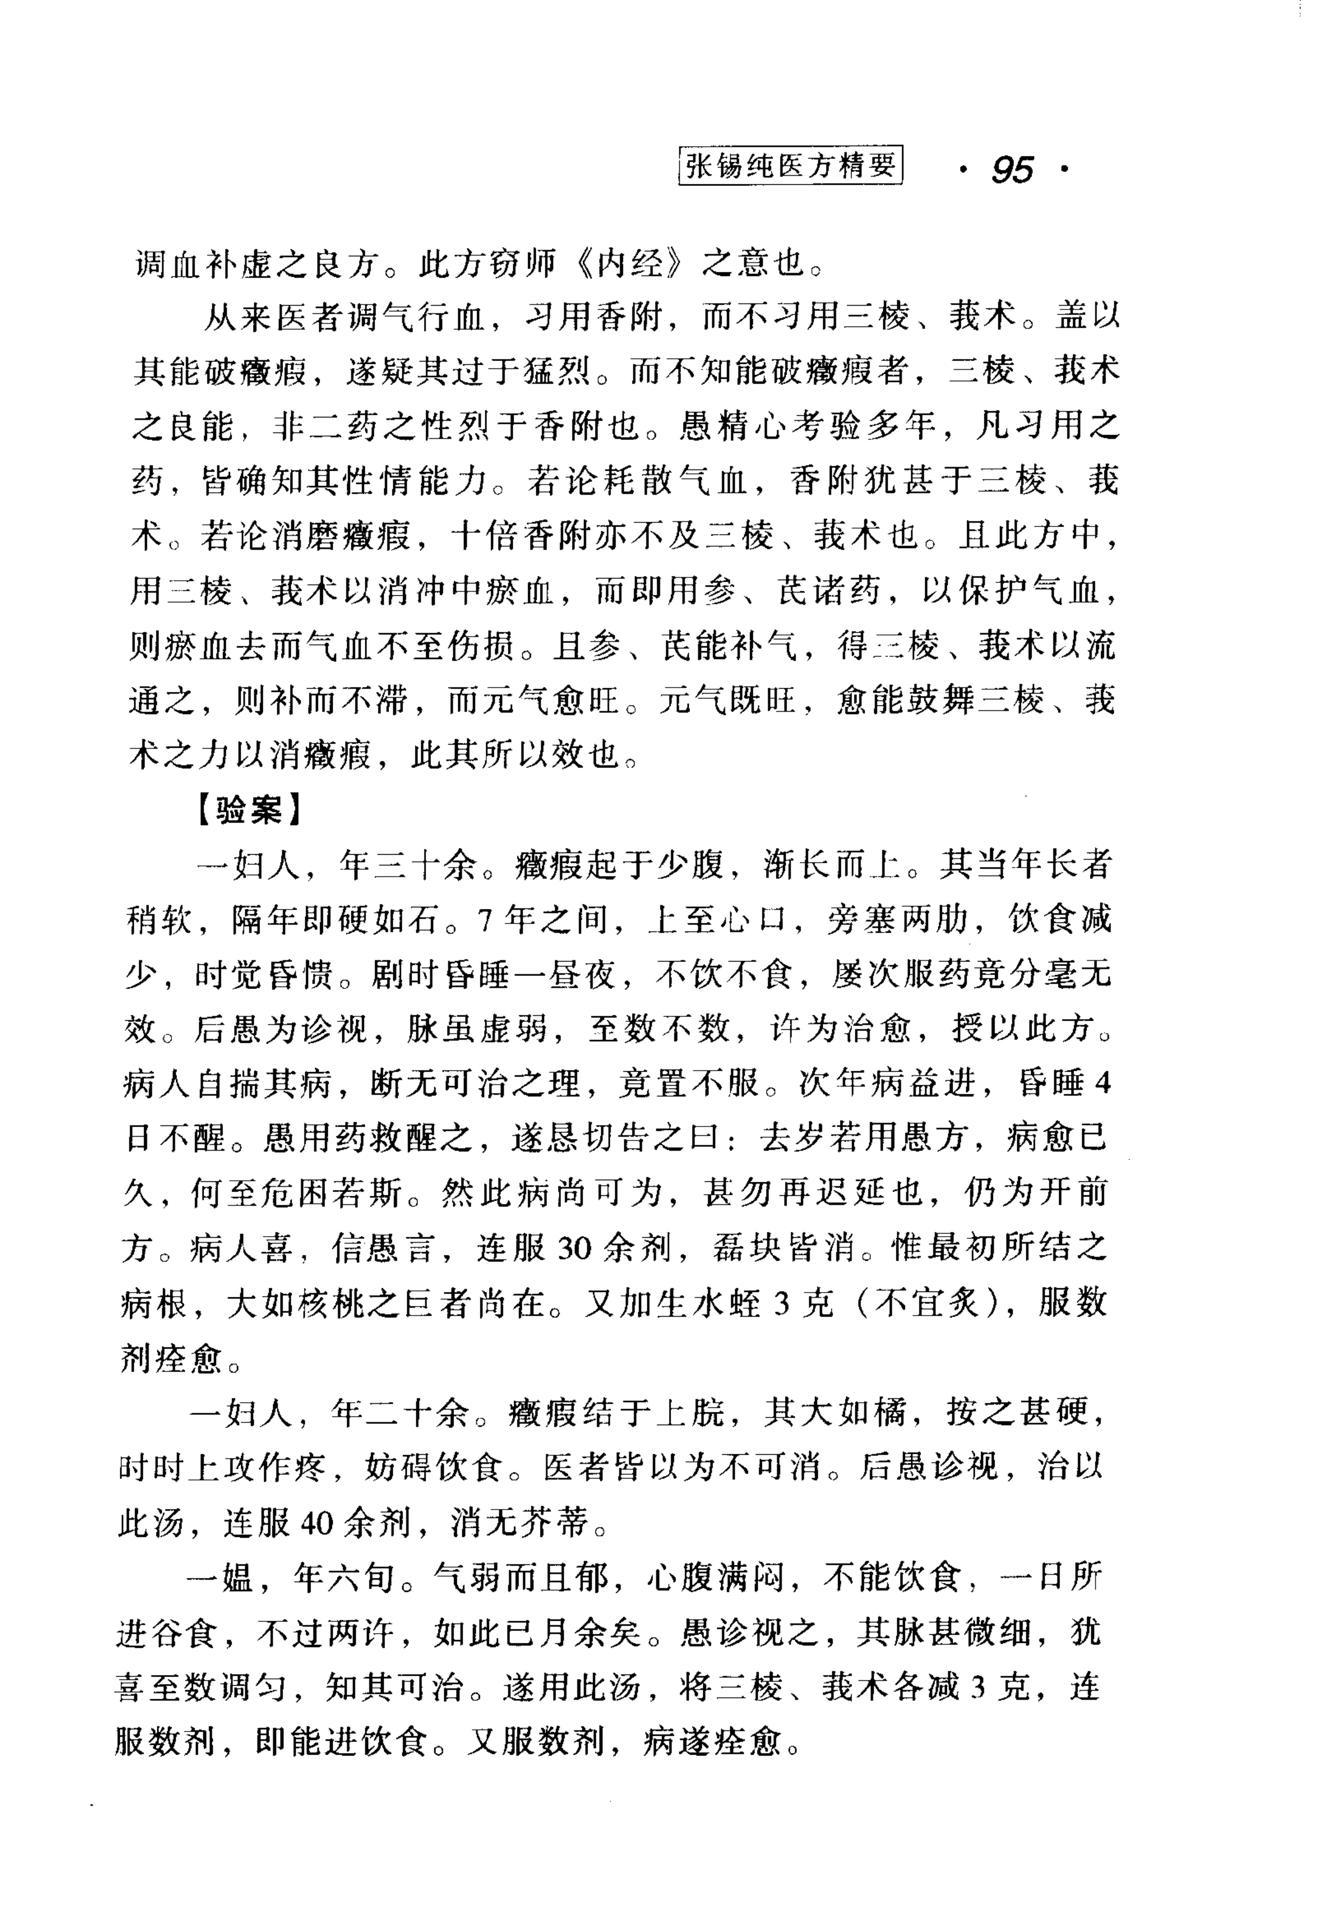 张锡纯医方精要 · 95 ·
调血补虚之良方。此方窃师《内经》之意也。
从来医者调气行血，习用香附，而不习用三棱、莪术。盖以
其能破癥瘕，遂疑其过于猛烈。而不知能破癥瘕者，三棱、莪术
之良能，非二药之性烈于香附也。愚精心考验多年，凡习用之
药，皆确知其性情能力。若论耗散气血，香附犹甚于三棱、莪
术。若论消磨癥瘕，十倍香附亦不及三棱、莪术也。且此方中，
用三棱、莪术以消冲中瘀血，而即用参、芪诸药，以保护气血，
则瘀血去而气血不至伤损。且参、芪能补气，得三棱、莪术以流
通之，则补而不滞，而元气愈旺。元气既旺，愈能鼓舞三棱、莪
术之力以消癥瘕，此其所以效也。
【验案】
一妇人，年三十余。癥瘕起于少腹，渐长而上。其当年长者
稍软，隔年即硬如石。7年之间，上至心口，旁塞两肋，饮食减
少，时觉昏愦。剧时昏睡一昼夜，不饮不食，屡次服药竟分毫无
效。后愚为诊视，脉虽虚弱，至数不数，许为治愈，授以此方。
病人自揣其病，断无可治之理，竟置不服。次年病益进，昏睡4
日不醒。愚用药救醒之，遂恳切告之曰：去岁若用愚方，病愈已
久，何至危困若斯。然此病尚可为，甚勿再迟延也，仍为开前
方。病人喜，信愚言，连服30余剂，磊块皆消。惟最初所结之
病根，大如核桃之巨者尚在。又加生水蛭3克（不宜炙），服数
剂痊愈。
一妇人，年二十余。癥瘕结于上脘，其大如橘，按之甚硬，
时时上攻作疼，妨碍饮食。医者皆以为不可消。后愚诊视，治以
此汤，连服40余剂，消无芥蒂。
一媪，年六旬。气弱而且郁，心腹满闷，不能饮食，一日所
进谷食，不过两许，如此已月余矣。愚诊视之，其脉甚微细，犹
喜至数调匀，知其可治。遂用此汤，将三棱、莪术各减3克，连
服数剂，即能进饮食。又服数剂，病遂痊愈。